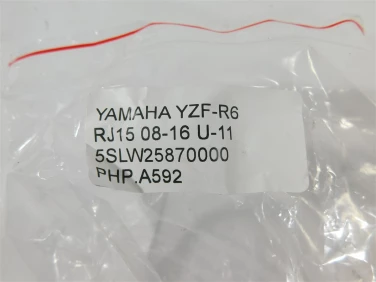 YAMAHA YZF-R6
RJ15 08-16 U-11
5SLW25870000
PHP.A592